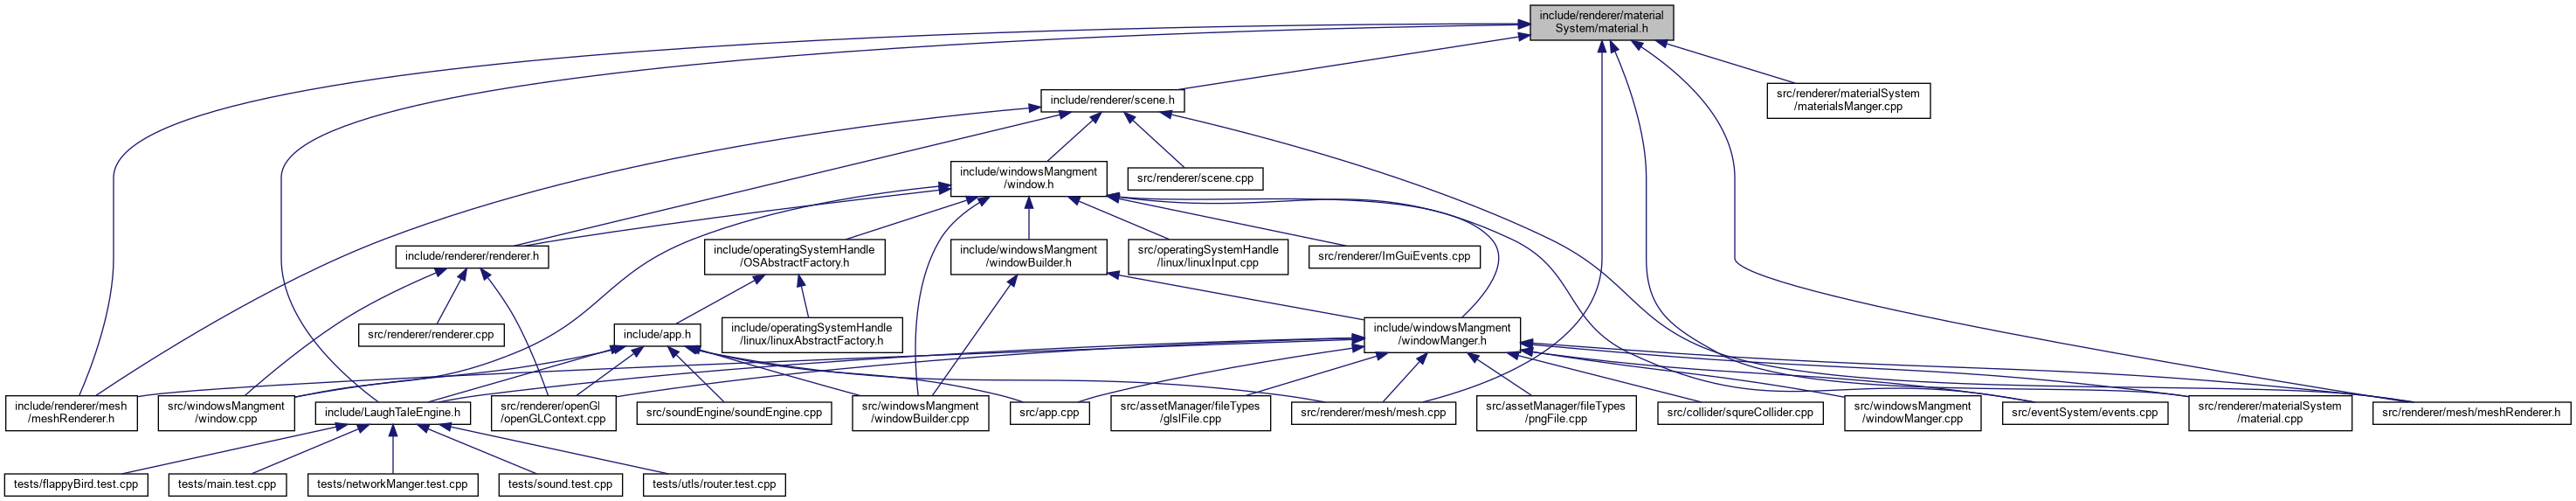 include/renderer/material
System/material.h
include/renderer/scene.h
src/renderer/materialSystem
/materialsManger.cpp
include/windowsMangment
/window.h
src/renderer/scene.cpp
include/renderer/renderer.h
include/operatingSystemHandle
/OSAbstractFactory.h
include/windowsMangment
/windowBuilder.h
src/operatingSystemHandle
/linux/linuxInput.cpp
src/renderer/ImGuiEvents.cpp
src/renderer/renderer.cpp
include/app.h
include/operatingSystemHandle
/linux/linuxAbstractFactory.h
include/windowsMangment
/windowManger.h
include/renderer/mesh
/meshRenderer.h
src/windowsMangment
/window.cpp
include/LaughTaleEngine.h
src/renderer/openGl
/openGLContext.cpp
src/soundEngine/soundEngine.cpp
src/windowsMangment
/windowBuilder.cpp
src/app.cpp
src/assetManager/fileTypes
/glslFile.cpp
src/renderer/mesh/mesh.cpp
src/assetManager/fileTypes
/pngFile.cpp
src/collider/squreCollider.cpp
src/windowsMangment
/windowManger.cpp
src/eventSystem/events.cpp
src/renderer/materialSystem
/material.cpp
src/renderer/mesh/meshRenderer.h
tests/flappyBird.test.cpp
tests/main.test.cpp
tests/networkManger.test.cpp
tests/sound.test.cpp
tests/utls/router.test.cpp